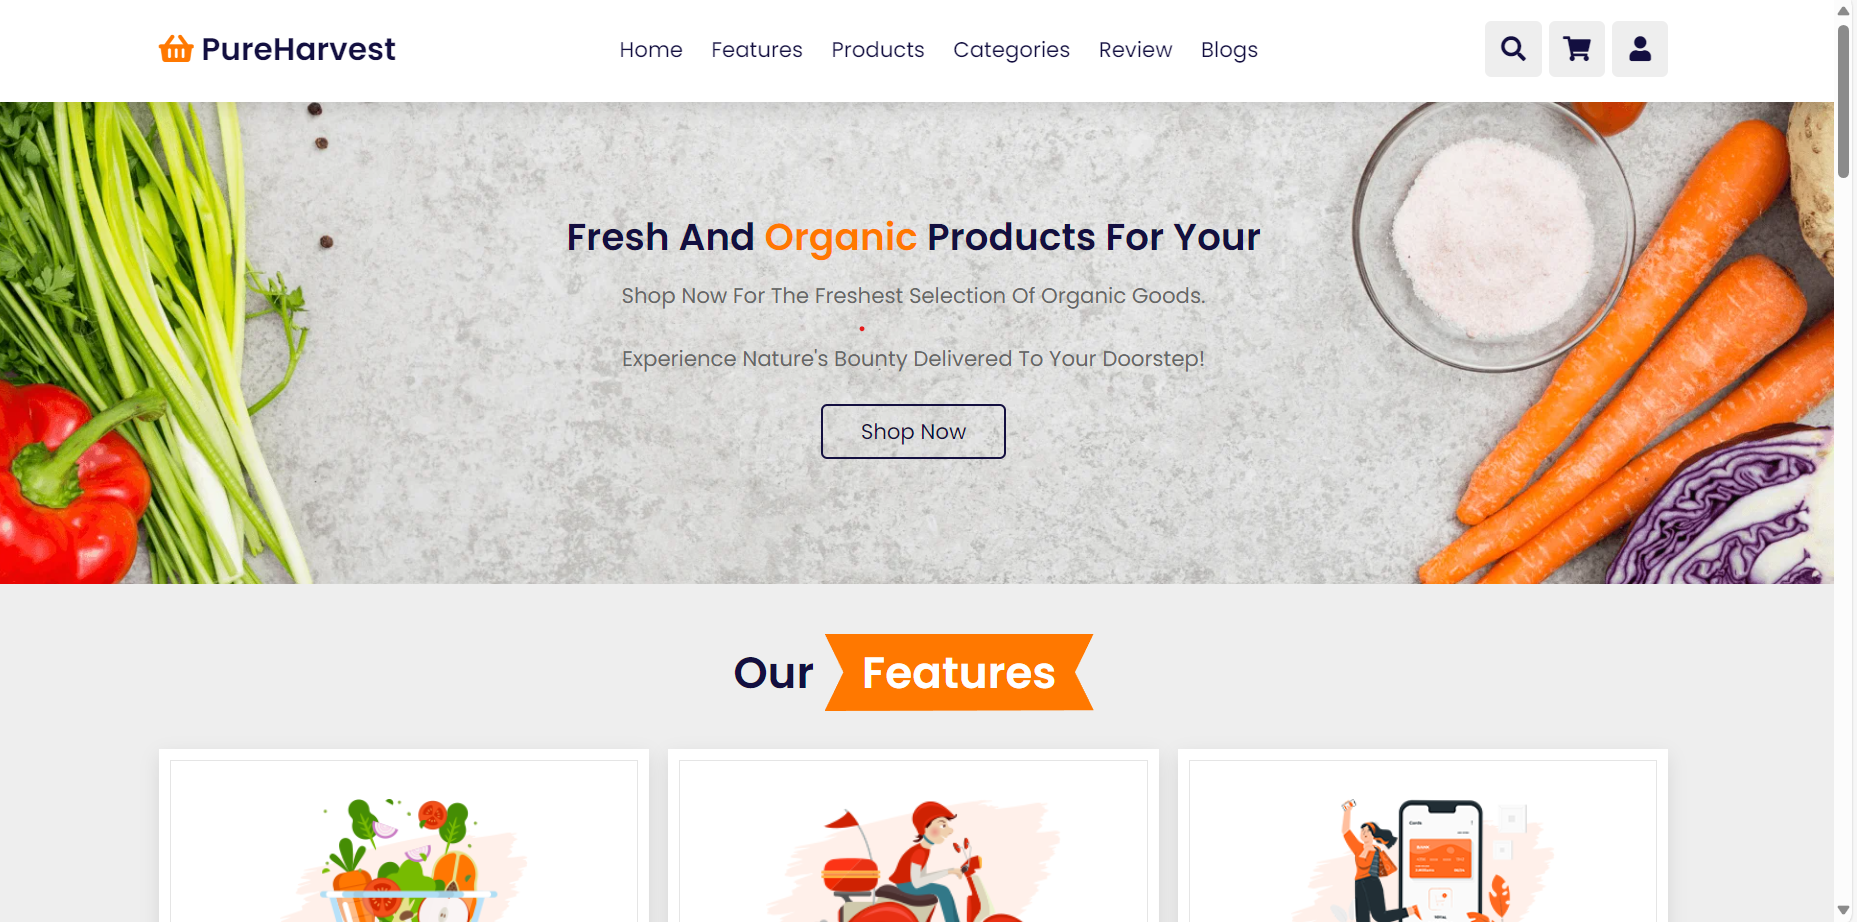 PureHarvest
Home Features Products Categories Review Blogs
Fresh And Organic Products For Your
Shop Now For The Freshest Selection Of Organic Goods.
Experience Nature's Bounty Delivered To Your Doorstep!
Shop Now
Our Features